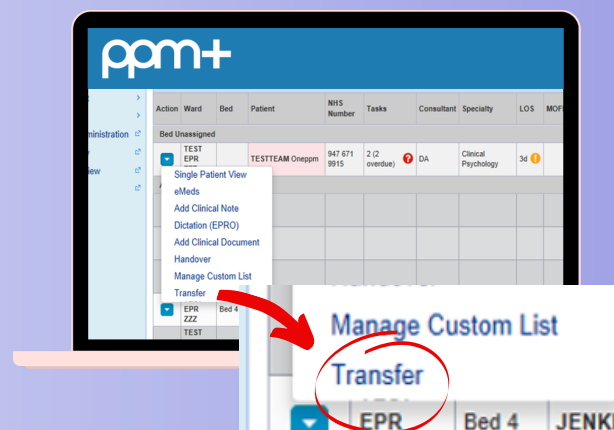 ppm+
Action Ward Bed Patient NHS Number Tasks Consultant Specialty LOS MOFD
ministration
Bed Unassigned
TEST EPR TESTTEAM Oneppm 947 671 9915 2 (2 overdue) DA Clinical Psychology 3d
Single Patient View
eMeds
Add Clinical Note
Dictation (EPRO)
Add Clinical Document
Handover
Manage Custom List
Transfer
EPR ZZZ Bed 4
TEST
Manage Custom List
Transfer
EPR Bed 4 JENK